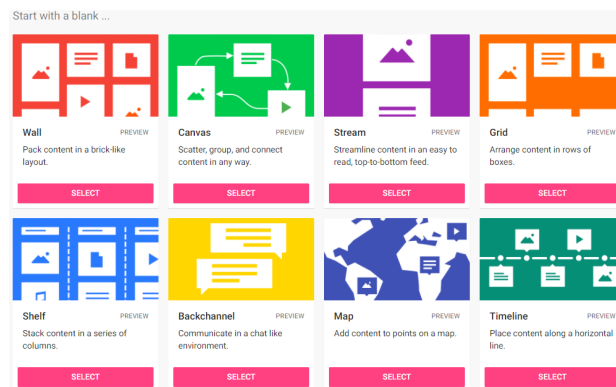 Start with a blank ...
Wall PREVIEW
Pack content in a brick-like
layout.
SELECT
Canvas PREVIEW
Scatter, group, and connect
content in any way.
SELECT
Stream PREVIEW
Streamline content in an easy to
read, top-to-bottom feed.
SELECT
Grid PREVIEW
Arrange content in rows of
boxes.
SELECT
Shelf PREVIEW
Stack content in a series of
columns.
SELECT
Backchannel PREVIEW
Communicate in a chat like
environment.
SELECT
Map PREVIEW
Add content to points on a map.
SELECT
Timeline PREVIEW
Place content along a horizontal
line.
SELECT